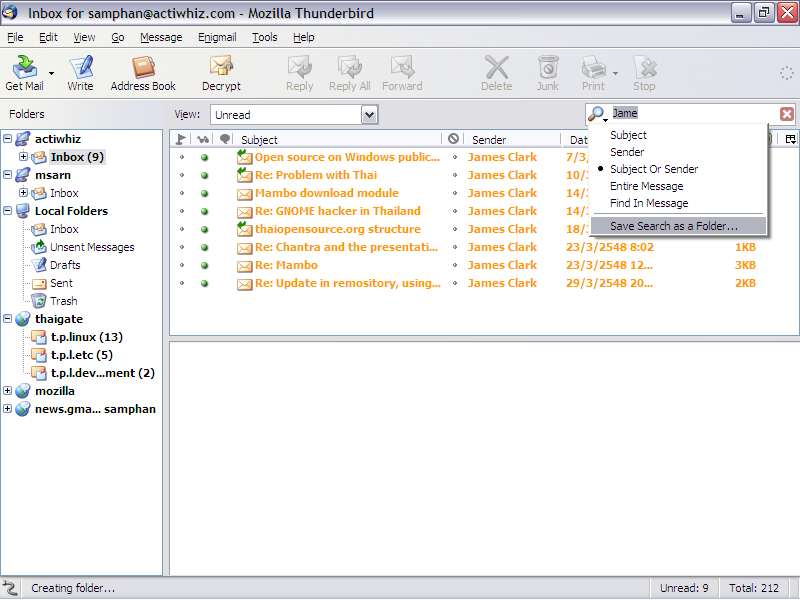 Inbox for samphan@actiwhiz.com - Mozilla Thunderbird
File Edit View Go Message Enigmail Tools Help
Get Mail Write Address Book Decrypt Reply Reply All Forward Delete Junk Print Stop
Folders
View: Unread
Jame
actiwhiz
Inbox (9)
msarn
Inbox
Local Folders
Inbox
Unsent Messages
Drafts
Sent
Trash
thaigate
t.p.linux (13)
t.p.l.etc (5)
t.p.l.dev...ment (2)
mozilla
news.gma... samphan
Subject Sender Dat
Open source on Windows public... James Clark 7/3/
Re: Problem with Thai James Clark 10/
Mambo download module James Clark 14/
Re: GNOME hacker in Thailand James Clark 14/
thaiopensource.org structure James Clark 18/
Re: Chantra and the presentati... James Clark 23/3/2548 8:02 1KB
Re: Mambo James Clark 23/3/2548 12... 3KB
Re: Update in remository, using... James Clark 29/3/2548 20... 2KB
Subject
Sender
Subject Or Sender
Entire Message
Find In Message
Save Search as a Folder...
Creating folder... Unread: 9 Total: 212